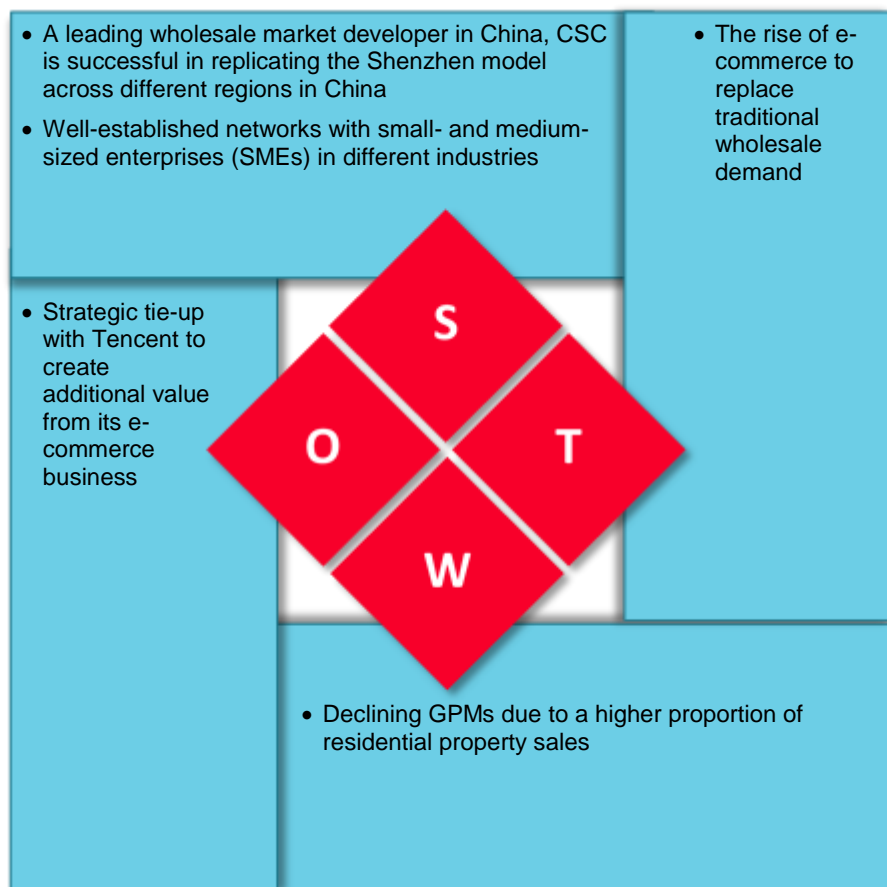 • A leading wholesale market developer in China, CSC
is successful in replicating the Shenzhen model
across different regions in China
• Well-established networks with small- and medium-
sized enterprises (SMEs) in different industries
• The rise of e-
commerce to
replace
traditional
wholesale
demand
• Strategic tie-up
with Tencent to
create
additional value
from its e-
commerce
business
S
O
T
W
• Declining GPMs due to a higher proportion of
residential property sales